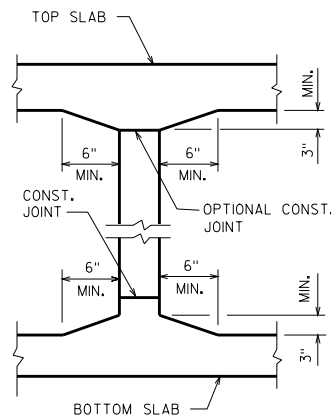 TOP SLAB
MIN.
3"
6"
MIN.
6"
MIN.
CONST.
JOINT
OPTIONAL CONST.
JOINT
6"
MIN.
6"
MIN.
MIN.
3"
BOTTOM SLAB